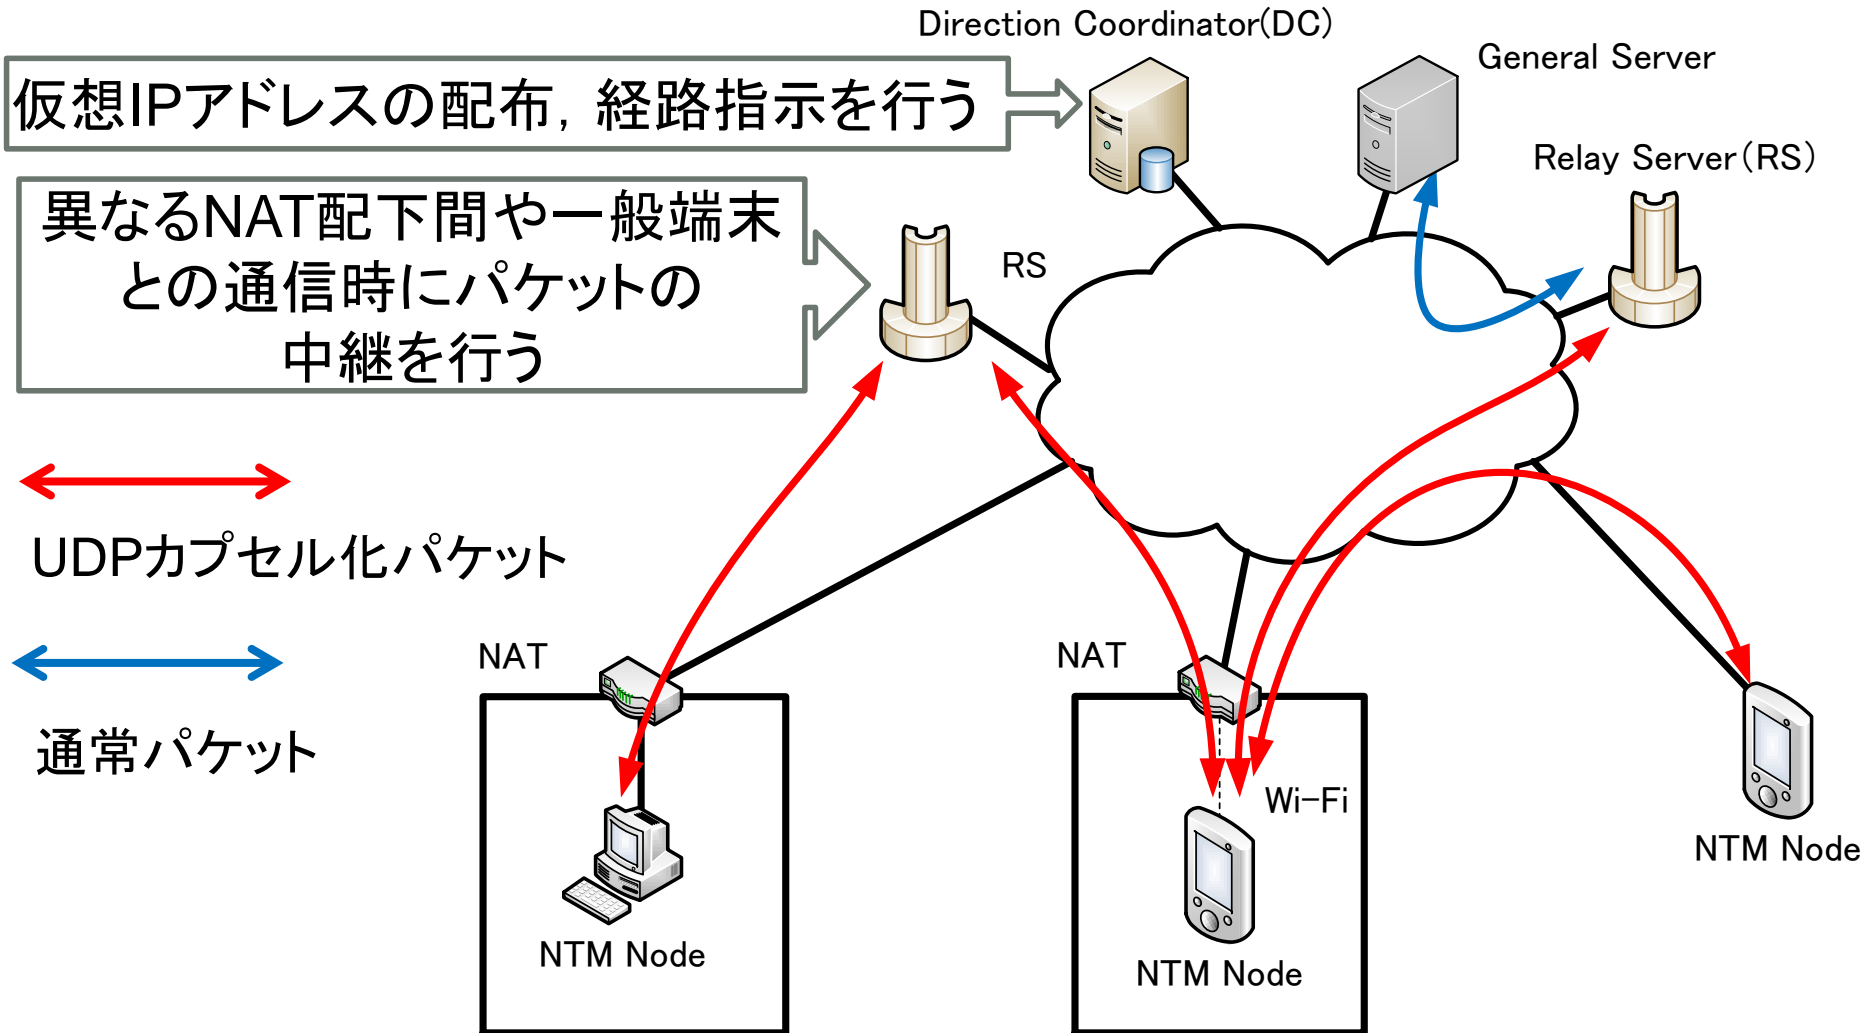 Direction Coordinator(DC)
General Server
仮想IPアドレスの配布，経路指示を行う
Relay Server(RS)
異なるNAT配下間や一般端末
との通信時にパケットの
中継を行う
RS
UDPカプセル化パケット
NAT
NAT
通常パケット
Wi-Fi
NTM Node
NTM Node
NTM Node